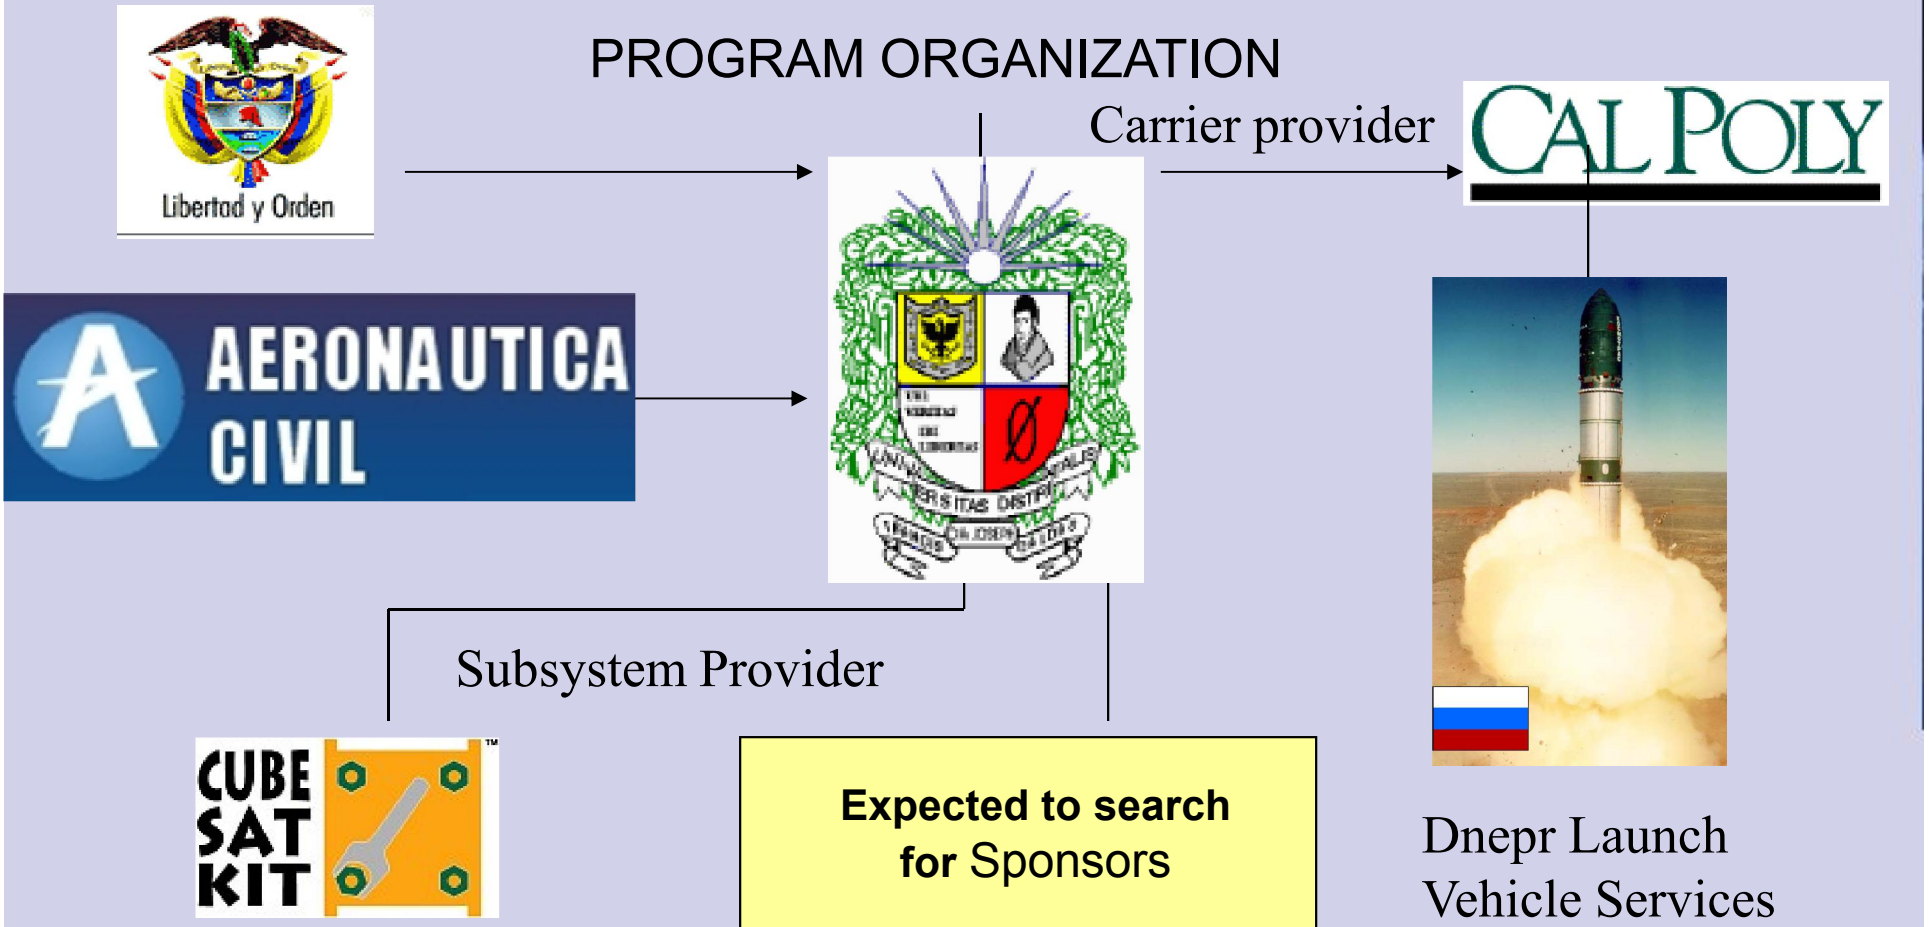 PROGRAM ORGANIZATION
Libertad y Orden
Carrier provider
CAL POLY
AERONAUTICA
CIVIL
Subsystem Provider
CUBE
SAT
KIT
TM
Expected to search
for Sponsors
Dnepr Launch
Vehicle Services